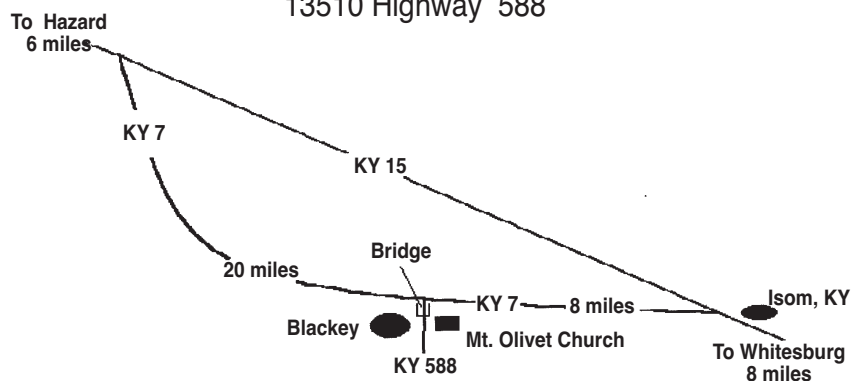 13510 Highway 588
To Hazard
6 miles
KY 7
KY 15
Bridge
20 miles
KY 7
8 miles
Isom, KY
Blackey
Mt. Olivet Church
KY 588
To Whitesburg
8 miles